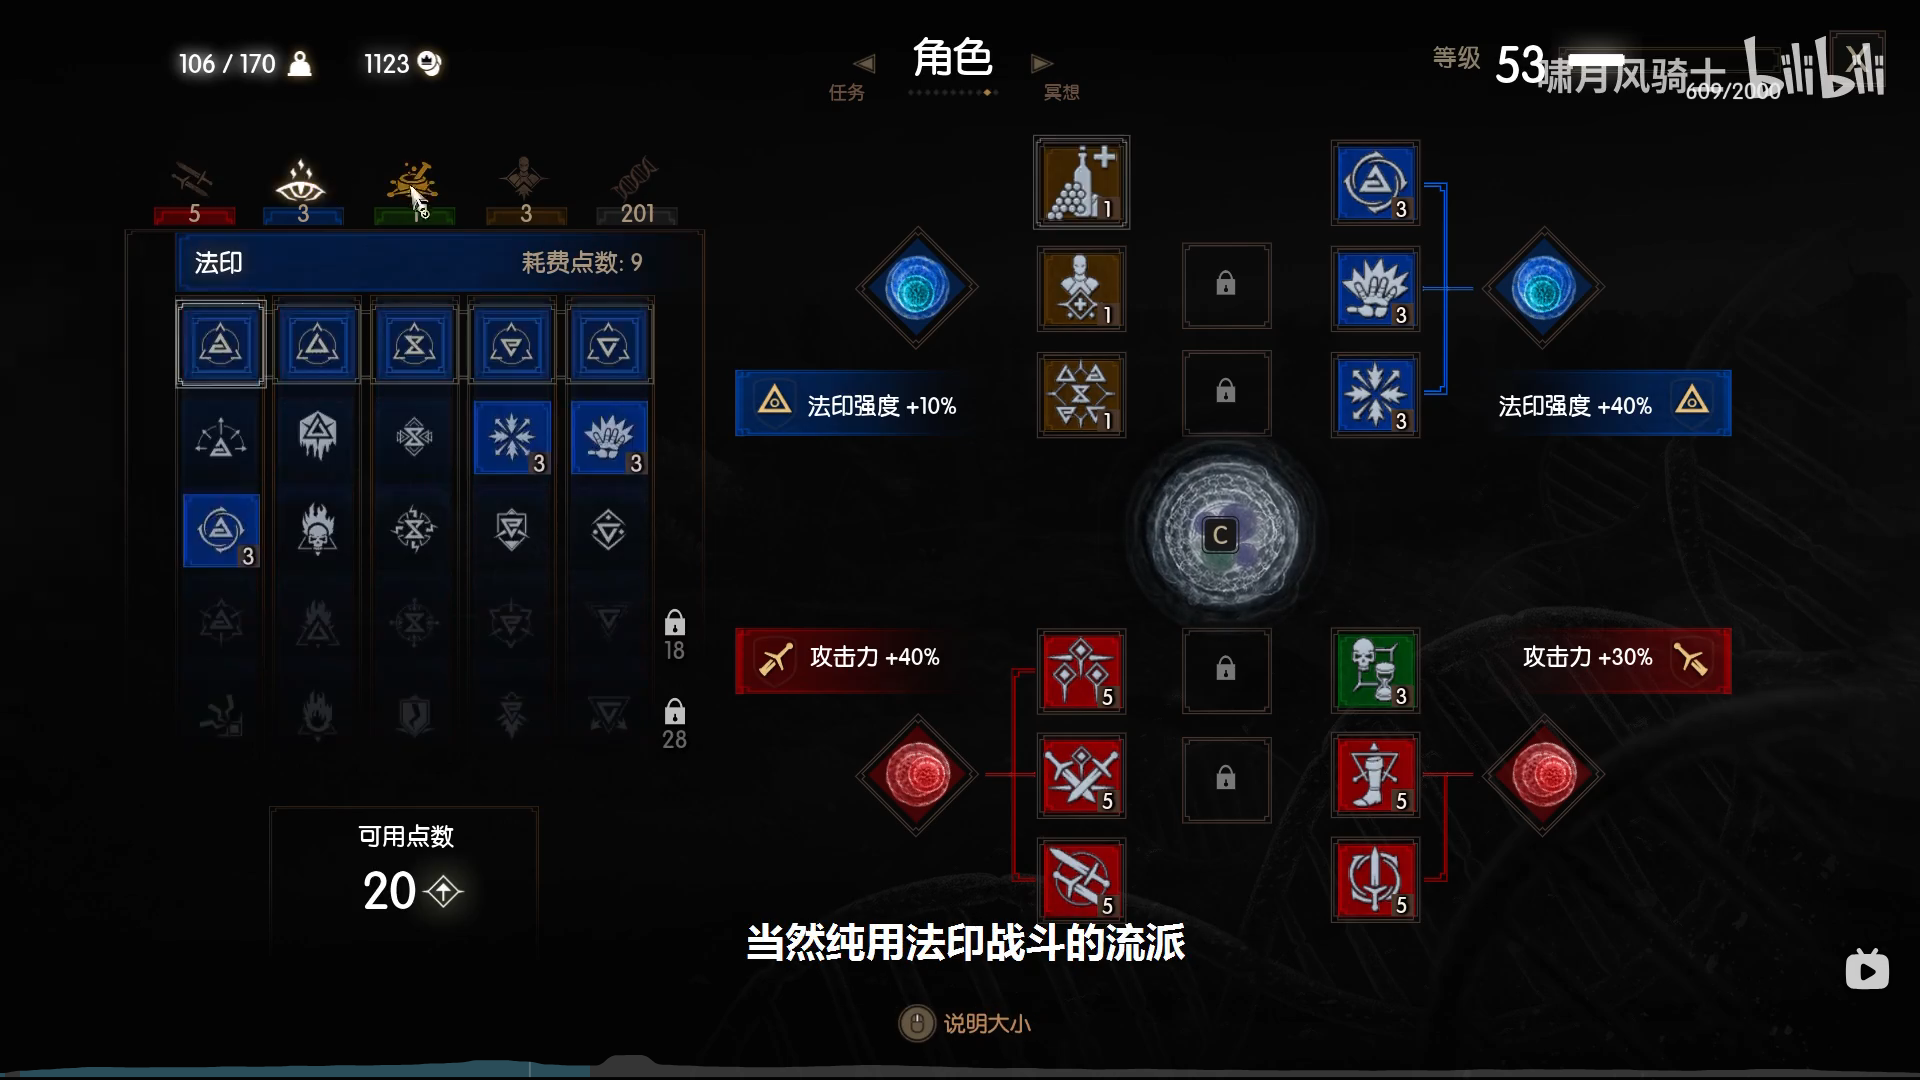 106 / 170
1123
角色
任务
冥想
等级 53
609/2000
啸月风骑士 bilibili
X
5
3
3
201
法印
耗费点数: 9
3
3
3
18
28
可用点数
20
1
1
1
3
3
3
法印强度 +10%
法印强度 +40%
C
攻击力 +40%
攻击力 +30%
5
5
5
3
5
5
当然纯用法印战斗的流派
说明大小